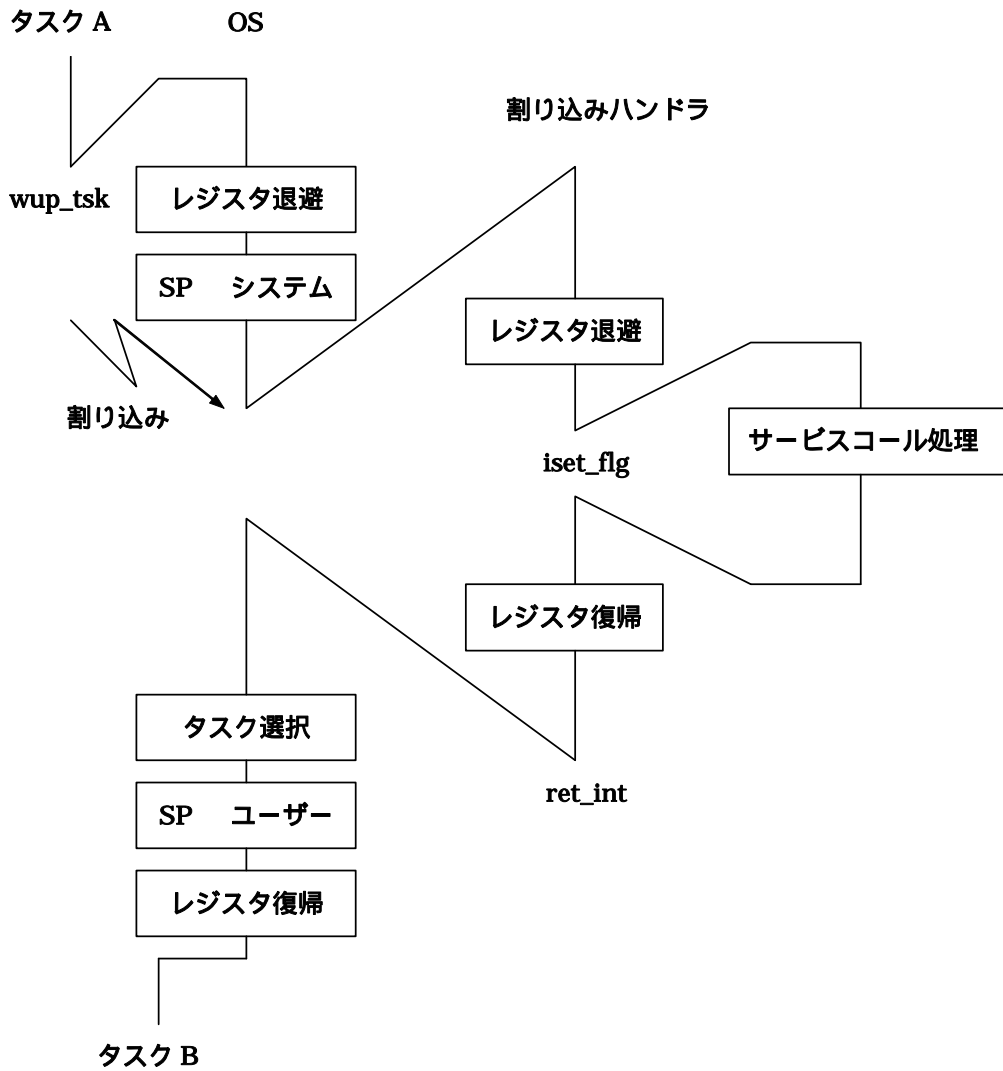 タスク A
OS
割り込みハンドラ
wup_tsk
レジスタ退避
SP システム
レジスタ退避
割り込み
iset_flg
サービスコール処理
レジスタ復帰
タスク選択
ret_int
SP ユーザー
レジスタ復帰
タスク B